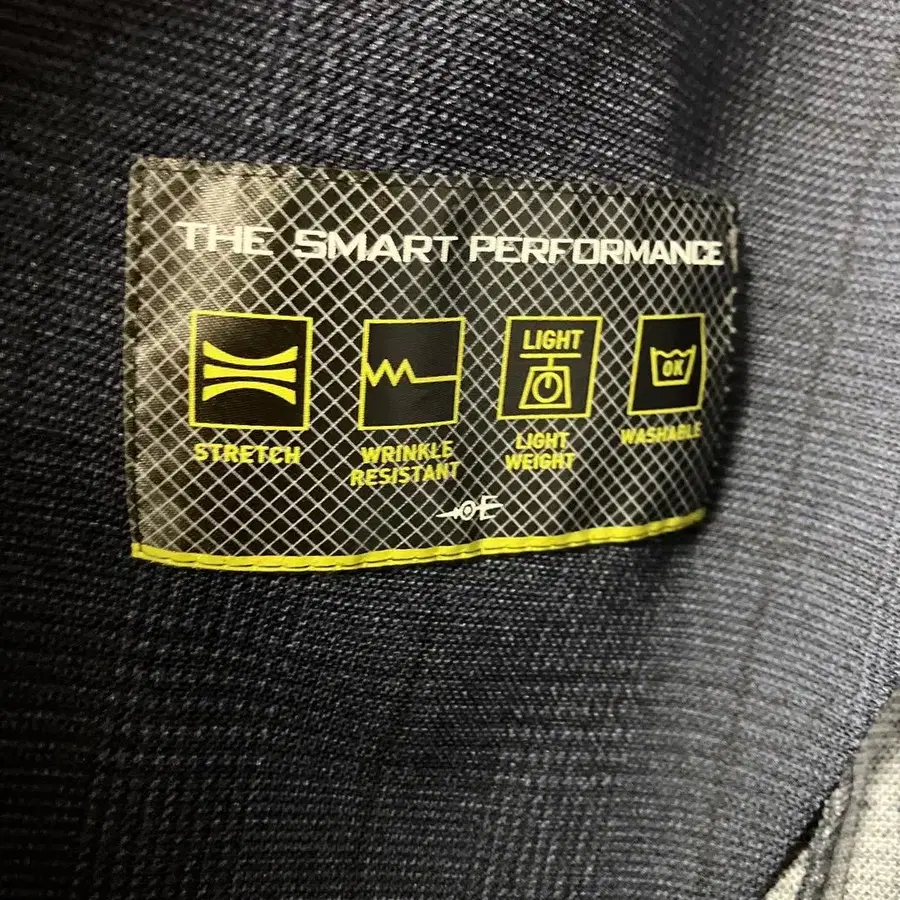 THE SMART PERFORMANCE
LIGHT
OK
STRETCH
WRINKLE
RESISTANT
LIGHT
WEIGHT
WASHABLE